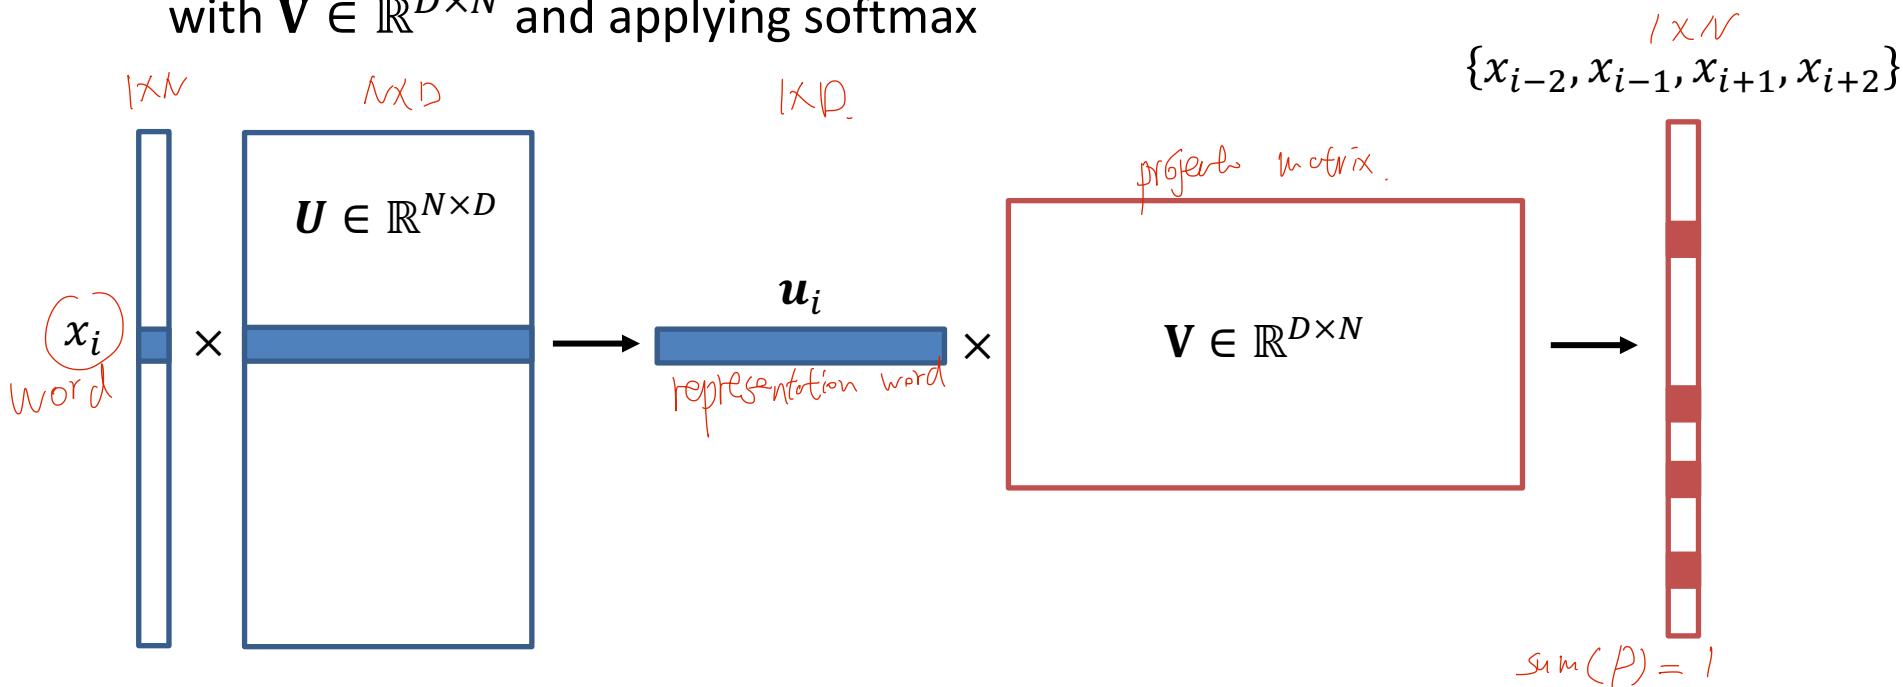 with V ∈ ℝ^{D×N} and applying softmax
1×N
{x_{i−2}, x_{i−1}, x_{i+1}, x_{i+2}}
1×N
N×D
1×D.
matrix.
U ∈ ℝ^{N×D}
u_i
x_i
×
×
V ∈ ℝ^{D×N}
word
representation word
sum(P) = 1